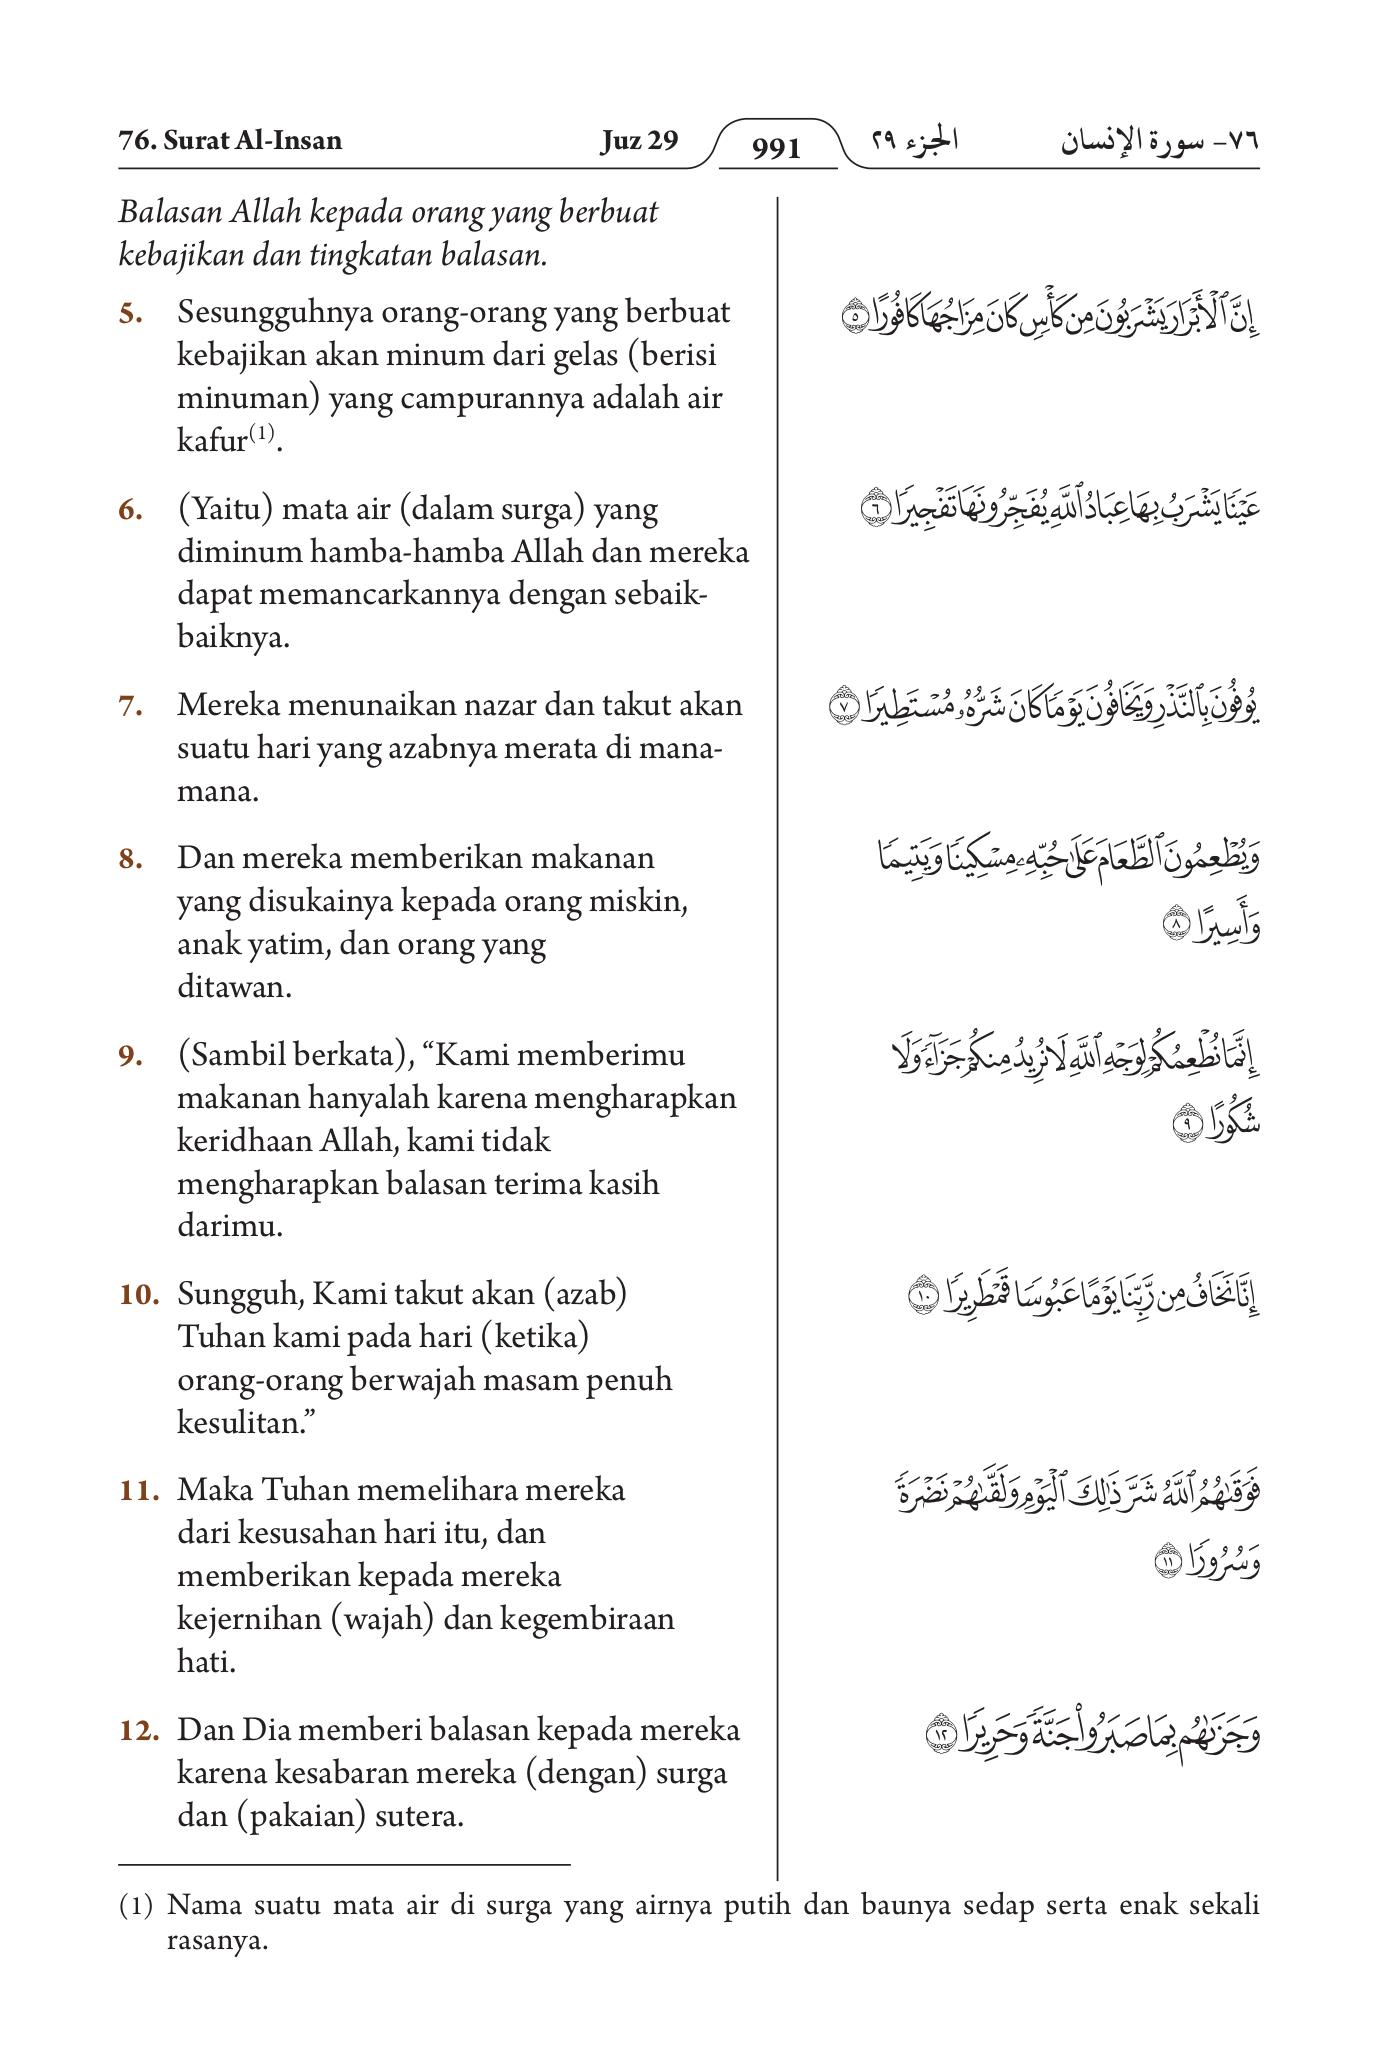 76. Surat Al-Insan Juz 29 991 الجزء ٢٩ ٧٦- سورة الإنسان
Balasan Allah kepada orang yang berbuat
kebajikan dan tingkatan balasan.
5. Sesungguhnya orang-orang yang berbuat
kebajikan akan minum dari gelas (berisi
minuman) yang campurannya adalah air
kafur(1).
إِنَّ ٱلْأَبْرَارَ يَشْرَبُونَ مِن كَأْسٍ كَانَ مِزَاجُهَا كَافُورًا ٥
6. (Yaitu) mata air (dalam surga) yang
diminum hamba-hamba Allah dan mereka
dapat memancarkannya dengan sebaik-
baiknya.
عَيْنًا يَشْرَبُ بِهَا عِبَادُ ٱللَّهِ يُفَجِّرُونَهَا تَفْجِيرًا ٦
7. Mereka menunaikan nazar dan takut akan
suatu hari yang azabnya merata di mana-
mana.
يُوفُونَ بِٱلنَّذْرِ وَيَخَافُونَ يَوْمًا كَانَ شَرُّهُۥ مُسْتَطِيرًا ٧
8. Dan mereka memberikan makanan
yang disukainya kepada orang miskin,
anak yatim, dan orang yang
ditawan.
وَيُطْعِمُونَ ٱلطَّعَامَ عَلَىٰ حُبِّهِۦ مِسْكِينًا وَيَتِيمًا
وَأَسِيرًا ٨
9. (Sambil berkata), “Kami memberimu
makanan hanyalah karena mengharapkan
keridhaan Allah, kami tidak
mengharapkan balasan terima kasih
darimu.
إِنَّمَا نُطْعِمُكُمْ لِوَجْهِ ٱللَّهِ لَا نُرِيدُ مِنكُمْ جَزَآءً وَلَا
شُكُورًا ٩
10. Sungguh, Kami takut akan (azab)
Tuhan kami pada hari (ketika)
orang-orang berwajah masam penuh
kesulitan.”
إِنَّا نَخَافُ مِن رَّبِّنَا يَوْمًا عَبُوسًا قَمْطَرِيرًا ١٠
11. Maka Tuhan memelihara mereka
dari kesusahan hari itu, dan
memberikan kepada mereka
kejernihan (wajah) dan kegembiraan
hati.
فَوَقَىٰهُمُ ٱللَّهُ شَرَّ ذَٰلِكَ ٱلْيَوْمِ وَلَقَّىٰهُمْ نَضْرَةً
وَسُرُورًا ١١
12. Dan Dia memberi balasan kepada mereka
karena kesabaran mereka (dengan) surga
dan (pakaian) sutera.
وَجَزَىٰهُم بِمَا صَبَرُوا۟ جَنَّةً وَحَرِيرًا ١٢
(1) Nama suatu mata air di surga yang airnya putih dan baunya sedap serta enak sekali
rasanya.